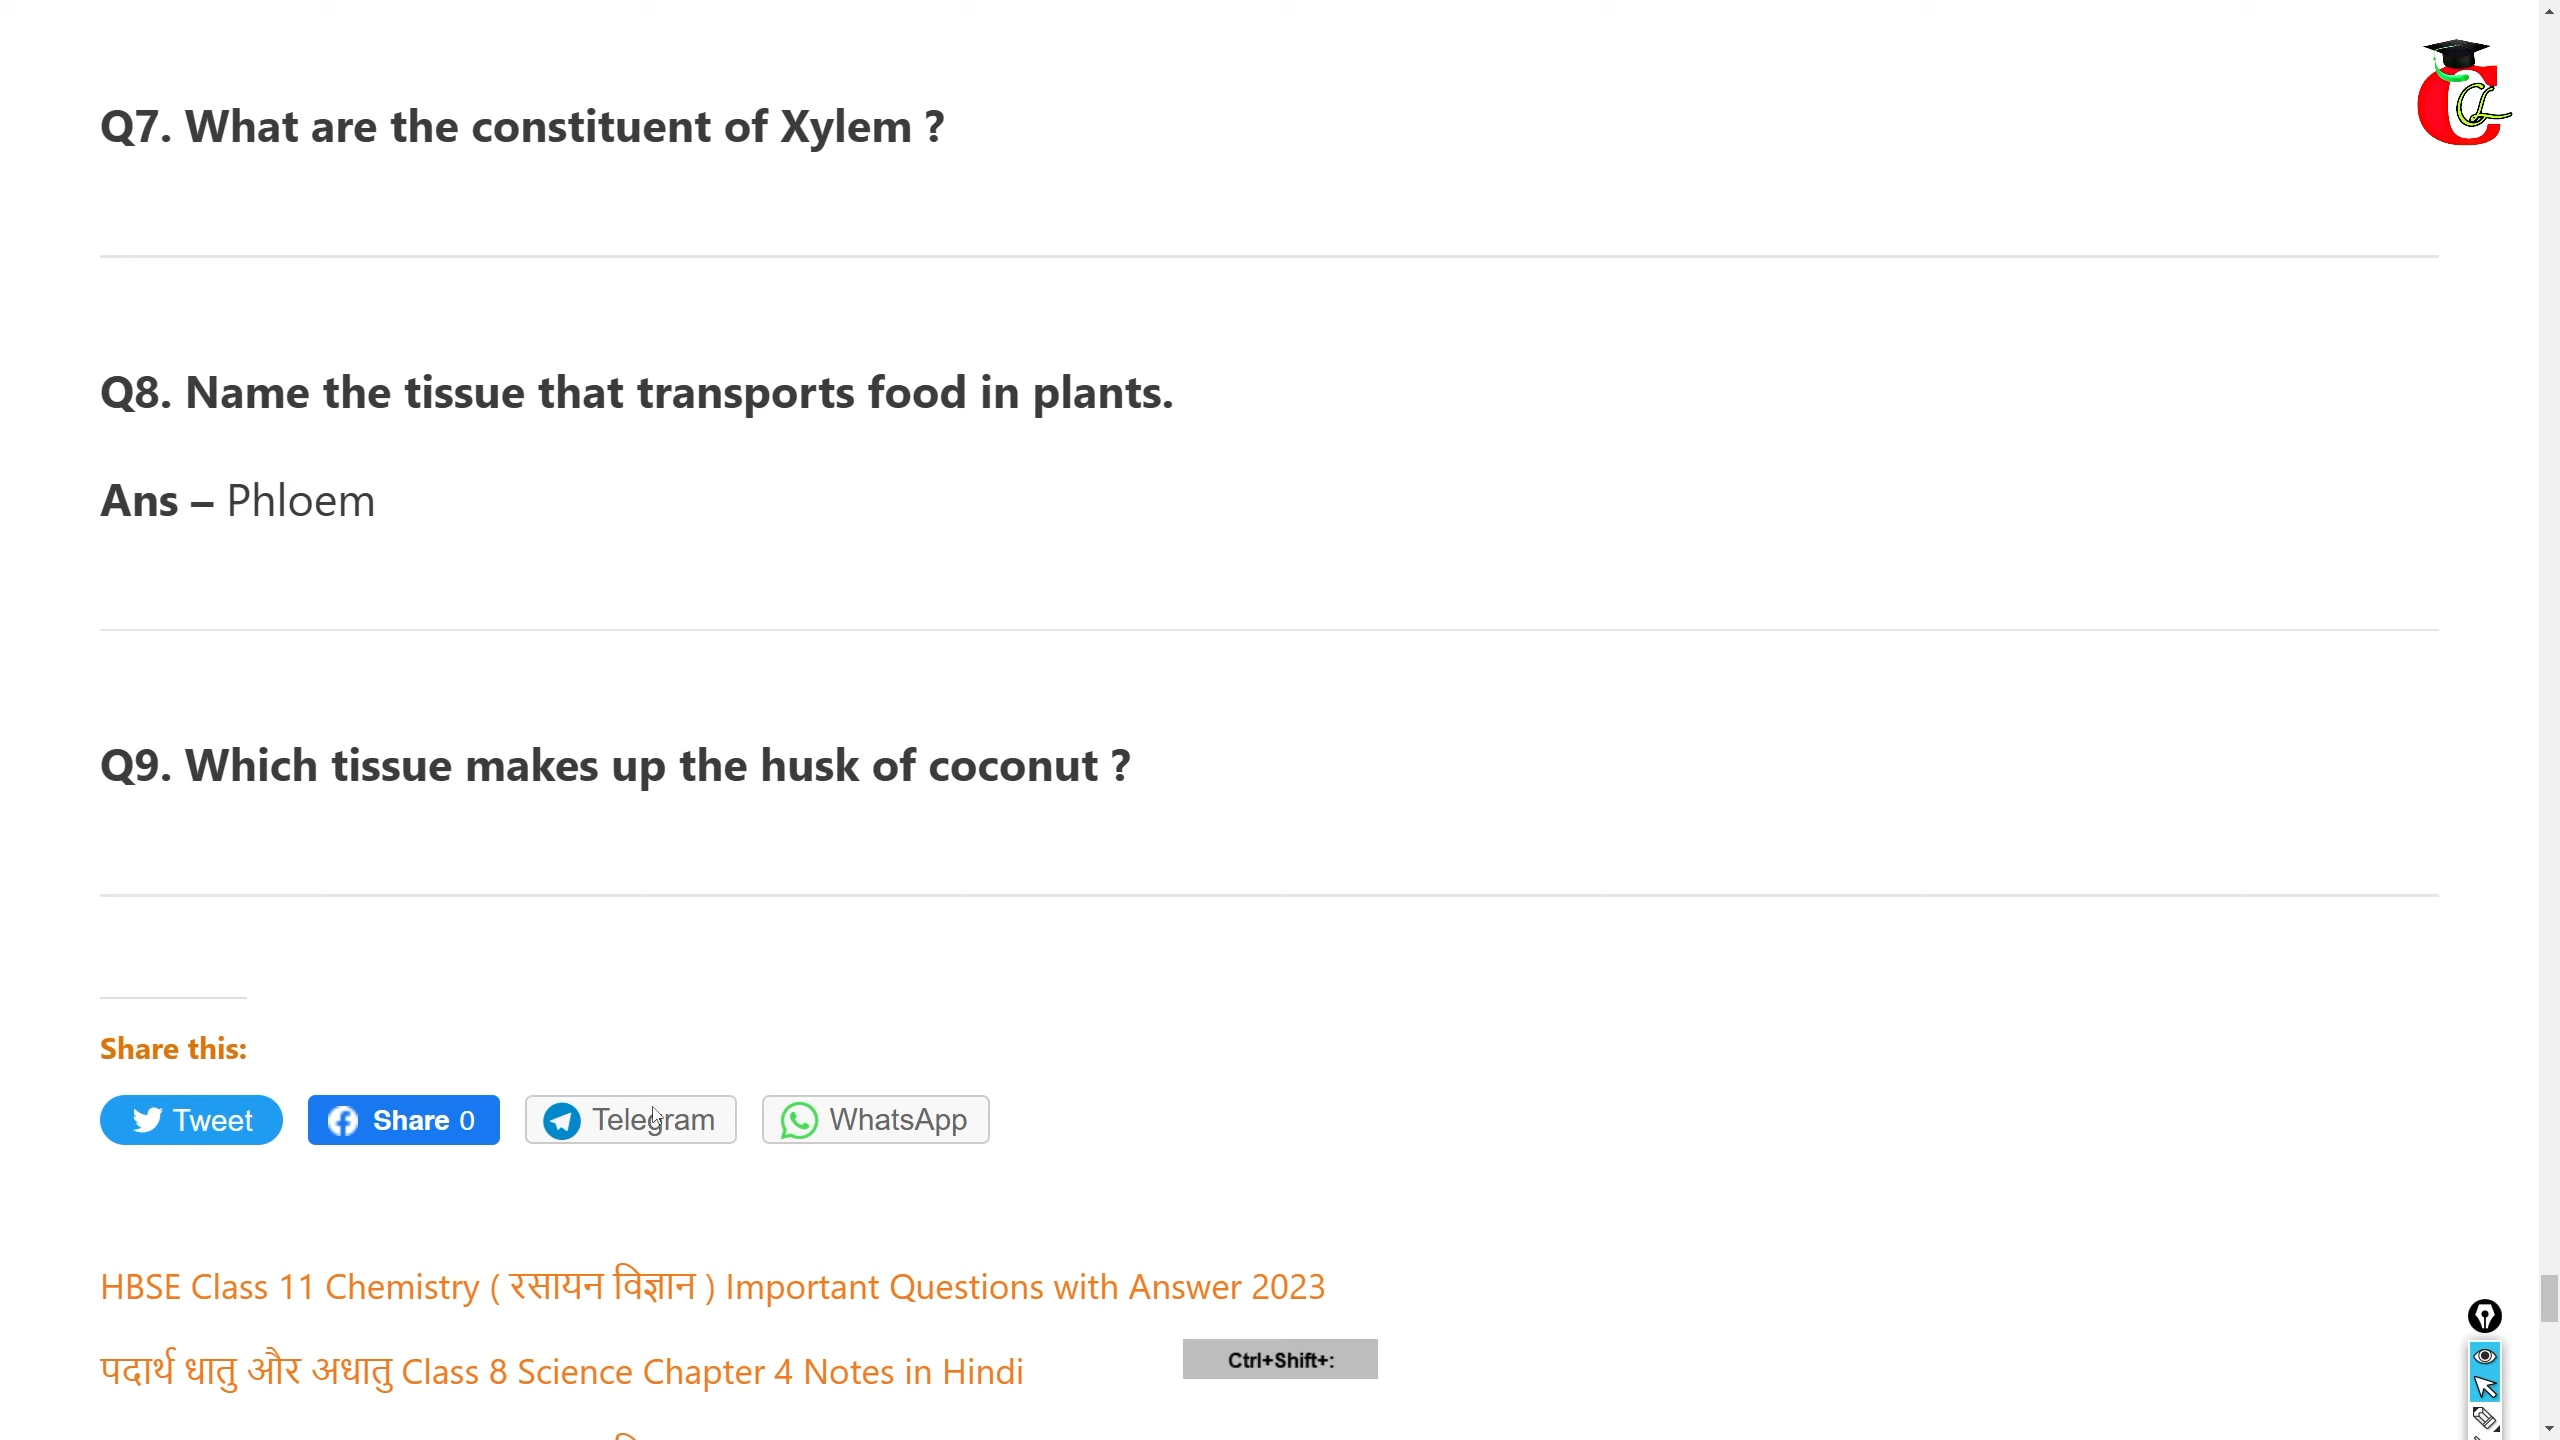 Q7. What are the constituent of Xylem ?
Q8. Name the tissue that transports food in plants.
Ans – Phloem
Q9. Which tissue makes up the husk of coconut ?
Share this:
Tweet
Share 0
Telegram
WhatsApp
HBSE Class 11 Chemistry ( रसायन विज्ञान ) Important Questions with Answer 2023
पदार्थ धातु और अधातु Class 8 Science Chapter 4 Notes in Hindi
Ctrl+Shift+: